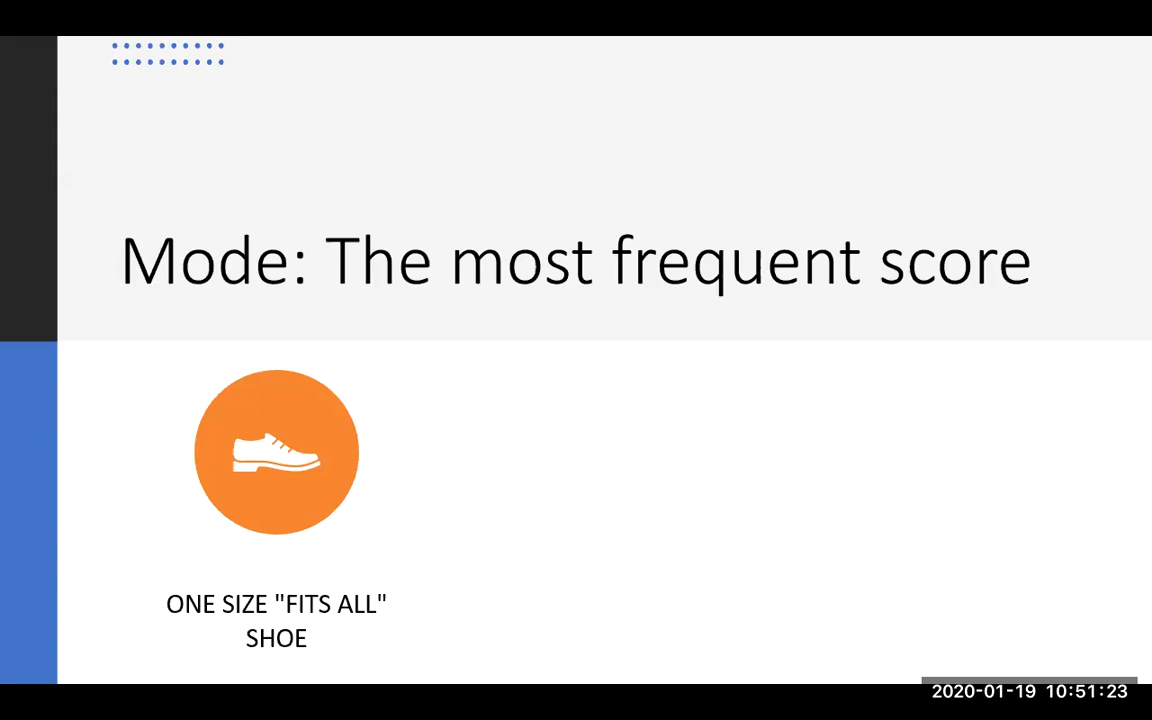 Mode: The most frequent score
ONE SIZE "FITS ALL"
SHOE
2020-01-19 10:51:23